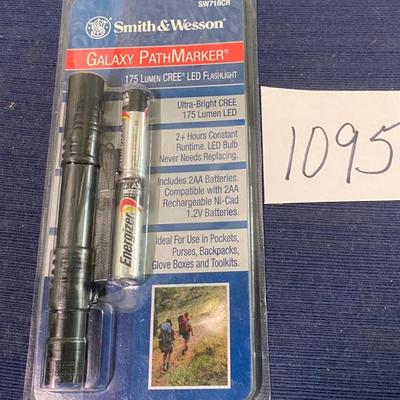 SW718CR
Smith & Wesson
GALAXY PATHMARKER®
175 LUMEN CREE® LED FLASHLIGHT
Ultra-Bright CREE
175 Lumen LED
2+ Hours Constant
Runtime. LED Bulb
Never Needs Replacing.
Includes 2AA Batteries.
Compatible with 2AA
Rechargeable Ni-Cad
1.2V Batteries.
Ideal For Use in Pockets,
Purses, Backpacks,
Glove Boxes and Toolkits.
Energizer
1095